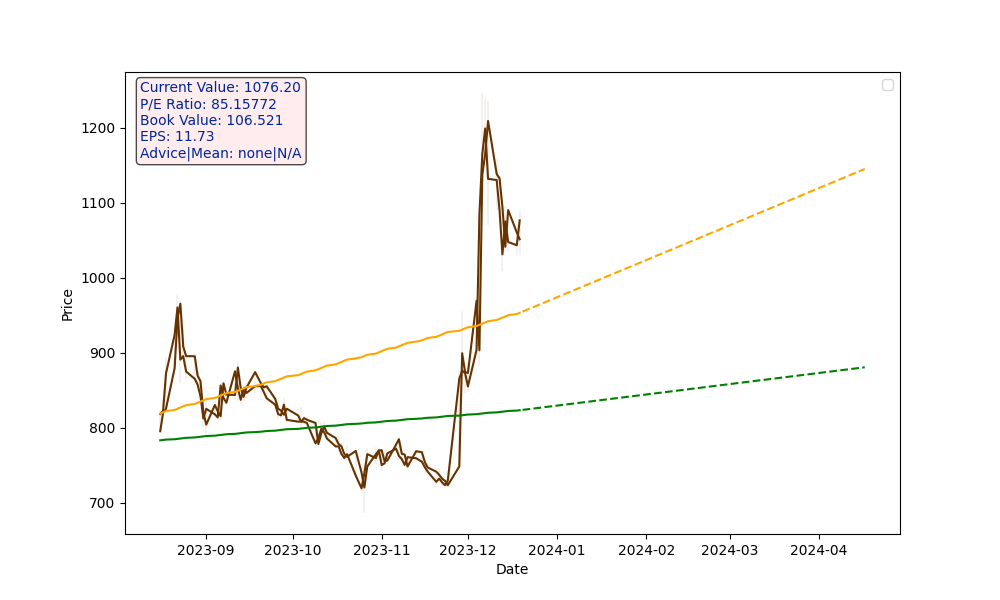 Current Value: 1076.20
P/E Ratio: 85.15772
Book Value: 106.521
EPS: 11.73
Advice|Mean: none|N/A
1200
1100
1000
900
800
700
Price
2023-09 2023-10 2023-11 2023-12 2024-01 2024-02 2024-03 2024-04
Date